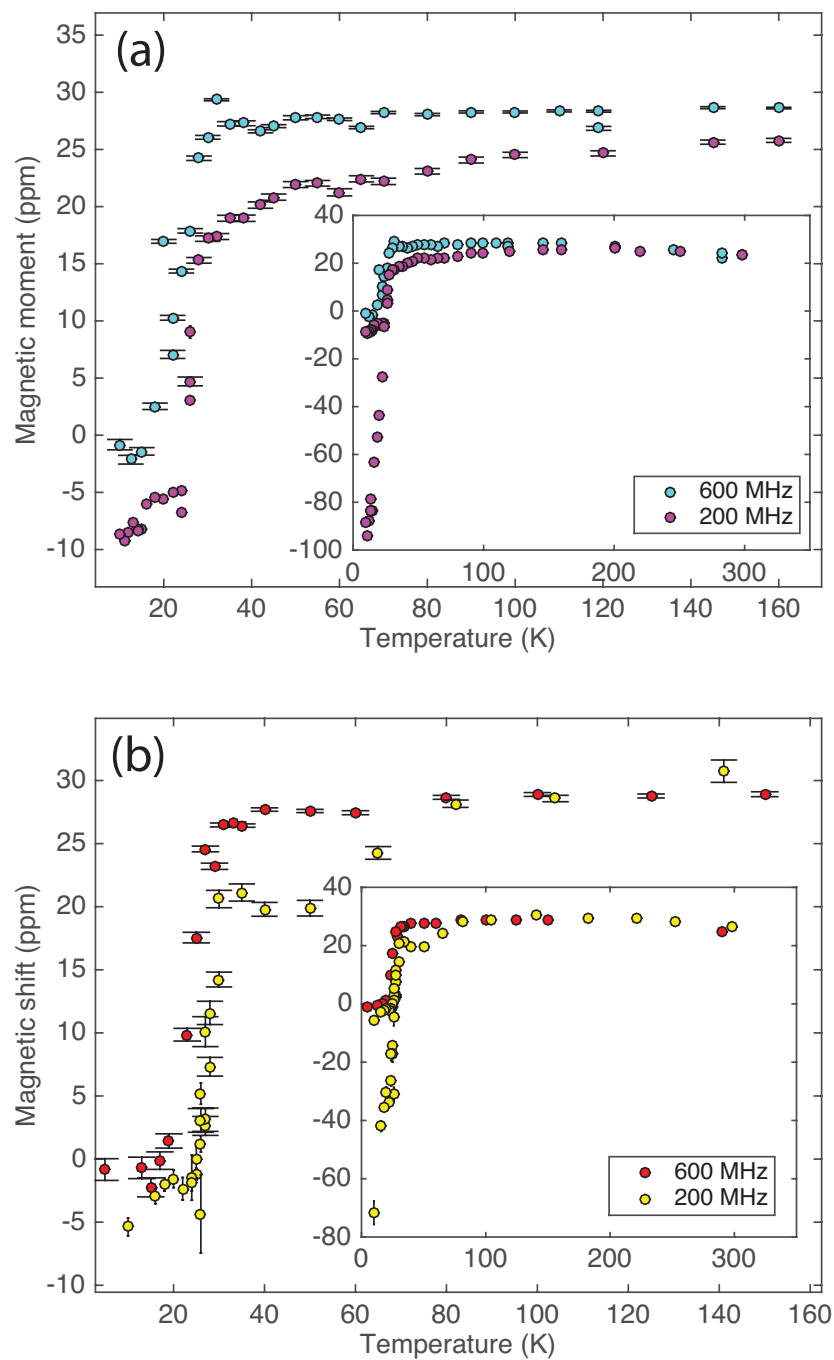 (a)
35
30
25
20
15
10
5
0
-5
-10
Magnetic moment (ppm)
20 40 60 80 100 120 140 160
Temperature (K)
40
20
0
-20
-40
-60
-80
-100
0 100 200 300
600 MHz
200 MHz
(b)
30
25
20
15
10
5
0
-5
-10
Magnetic shift (ppm)
20 40 60 80 100 120 140 160
Temperature (K)
40
20
0
-20
-40
-60
-80
0 100 200 300
600 MHz
200 MHz